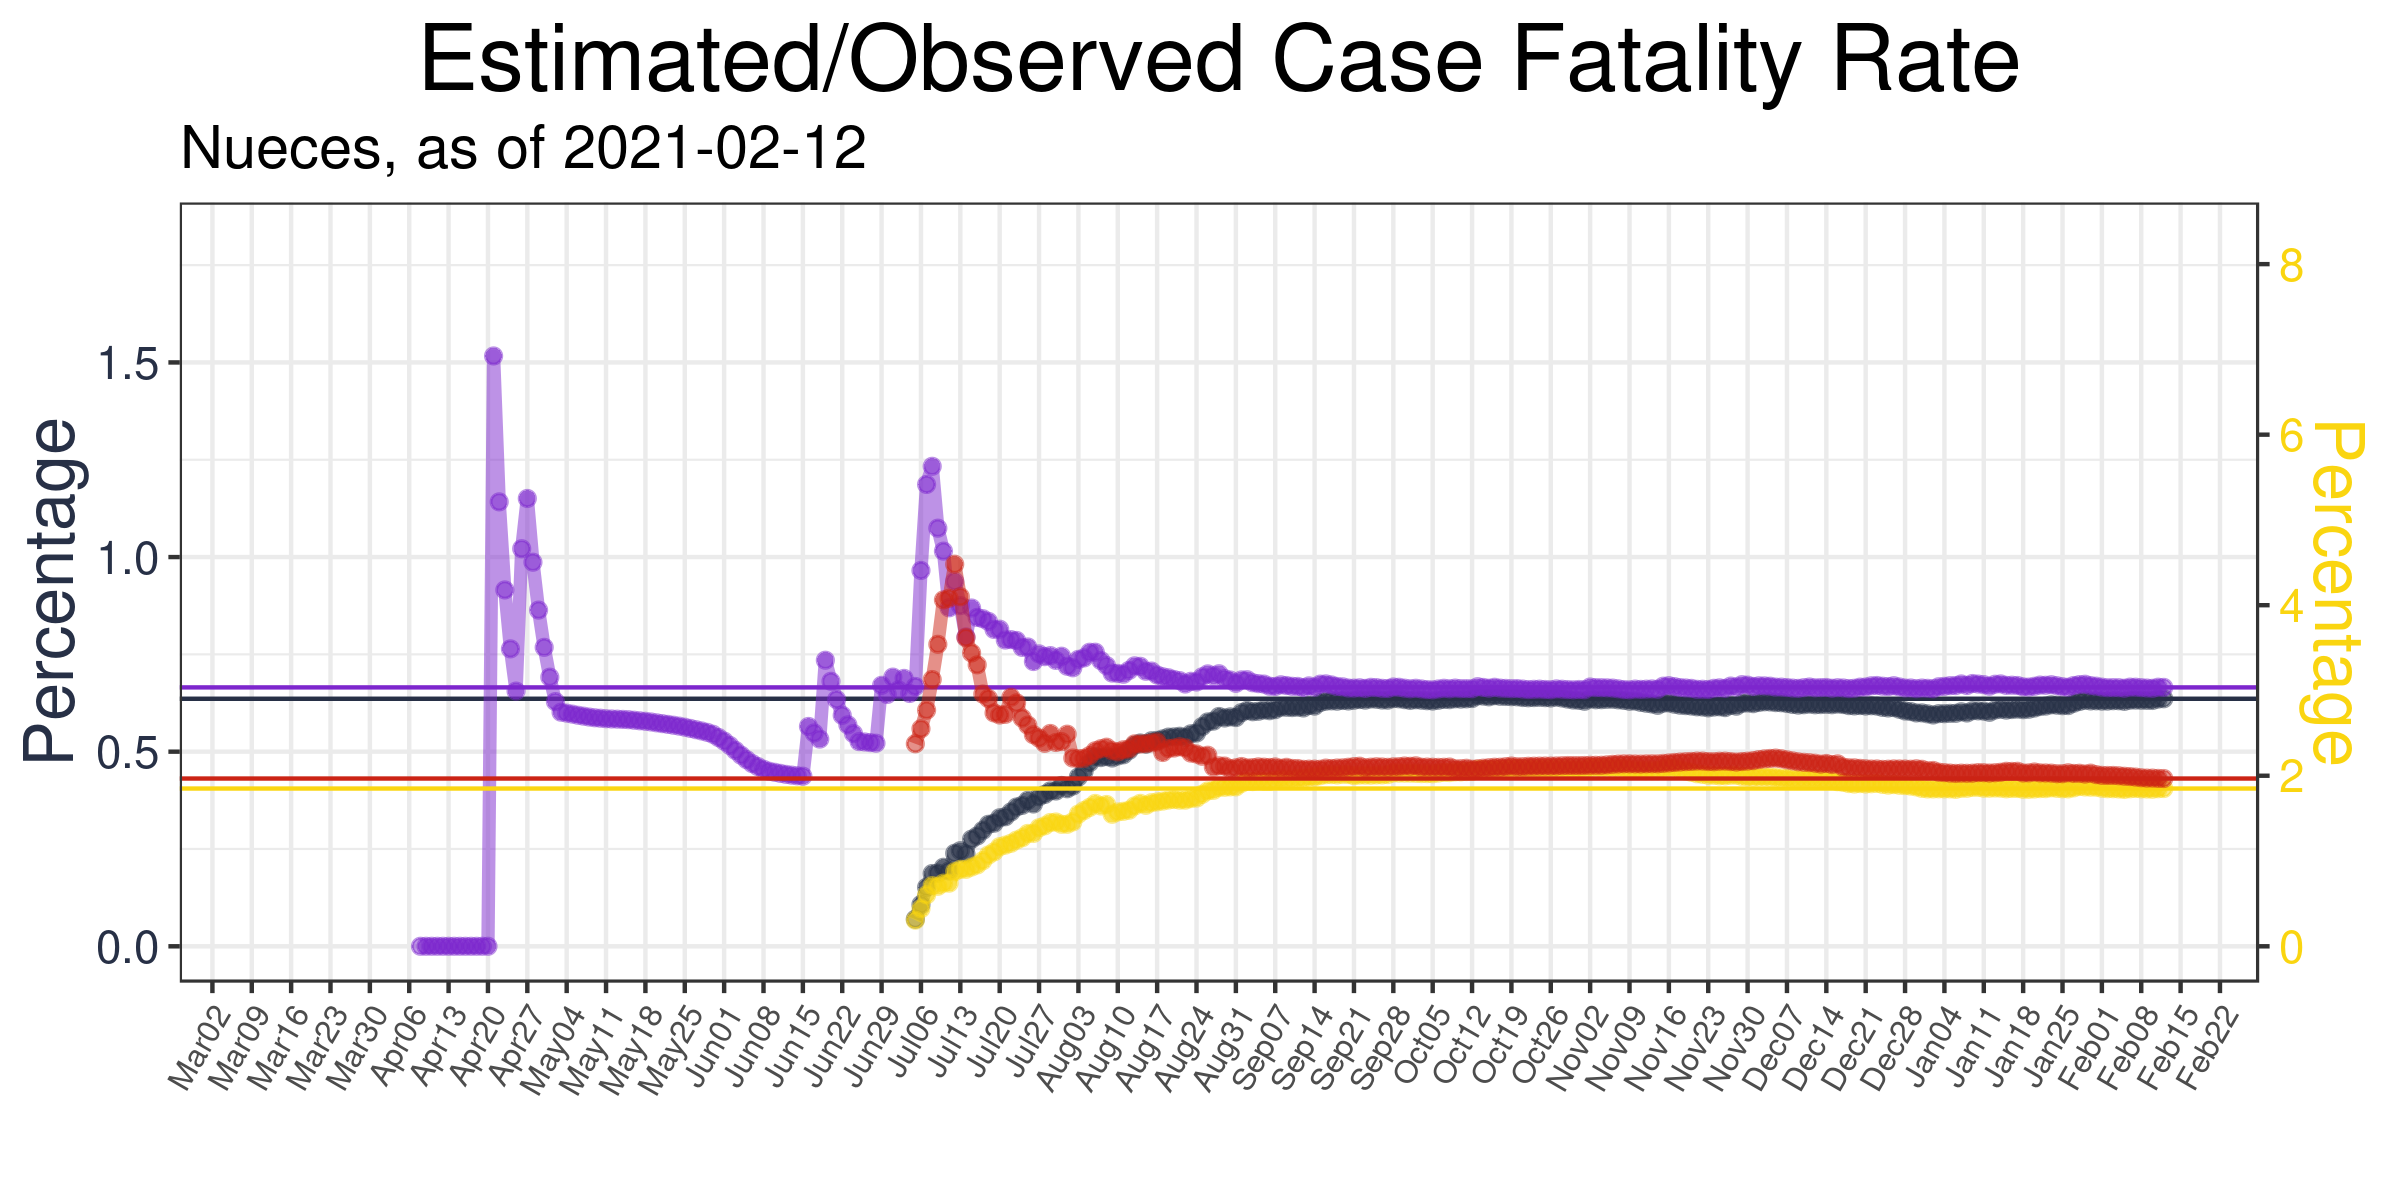 Estimated/Observed Case Fatality Rate
Nueces, as of 2021-02-12
Percentage
1.5
1.0
0.5
0.0
8
6
4
2
0
Percentage
Mar02
Mar09
Mar16
Mar23
Mar30
Apr06
Apr13
Apr20
Apr27
May04
May11
May18
May25
Jun01
Jun08
Jun15
Jun22
Jun29
Jul06
Jul13
Jul20
Jul27
Aug03
Aug10
Aug17
Aug24
Aug31
Sep07
Sep14
Sep21
Sep28
Oct05
Oct12
Oct19
Oct26
Nov02
Nov09
Nov16
Nov23
Nov30
Dec07
Dec14
Dec21
Dec28
Jan04
Jan11
Jan18
Jan25
Feb01
Feb08
Feb15
Feb22